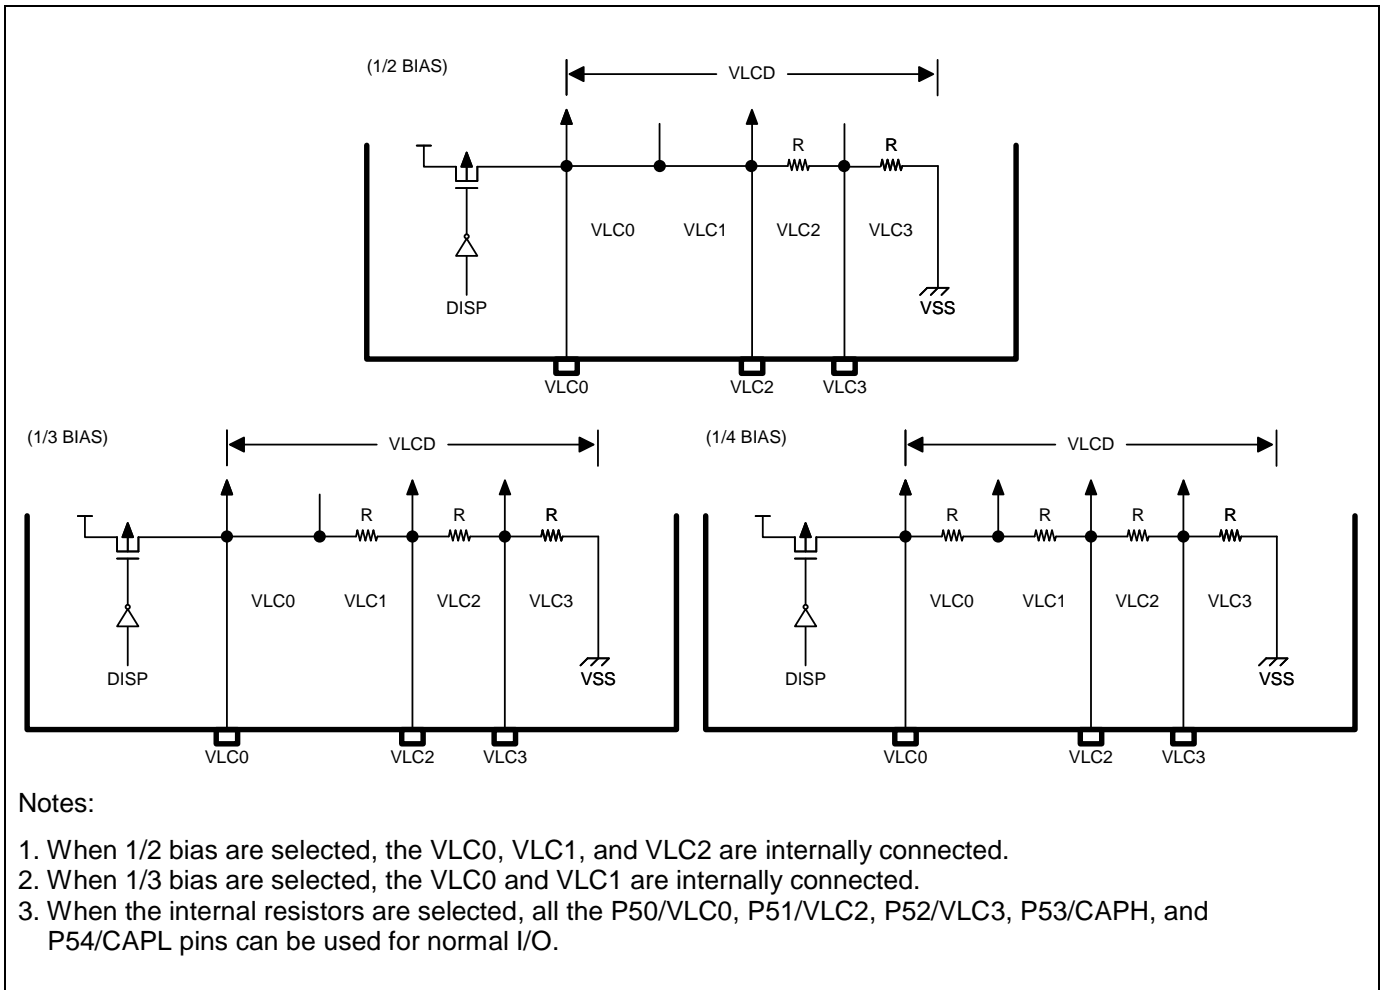 (1/2 BIAS)
VLCD
R R
VLC0 VLC1 VLC2 VLC3
DISP VSS
VLC0 VLC2 VLC3
(1/3 BIAS)
VLCD
R R R
VLC0 VLC1 VLC2 VLC3
DISP VSS
VLC0 VLC2 VLC3
(1/4 BIAS)
VLCD
R R R R
VLC0 VLC1 VLC2 VLC3
DISP VSS
VLC0 VLC2 VLC3
Notes:
1. When 1/2 bias are selected, the VLC0, VLC1, and VLC2 are internally connected.
2. When 1/3 bias are selected, the VLC0 and VLC1 are internally connected.
3. When the internal resistors are selected, all the P50/VLC0, P51/VLC2, P52/VLC3, P53/CAPH, and
P54/CAPL pins can be used for normal I/O.